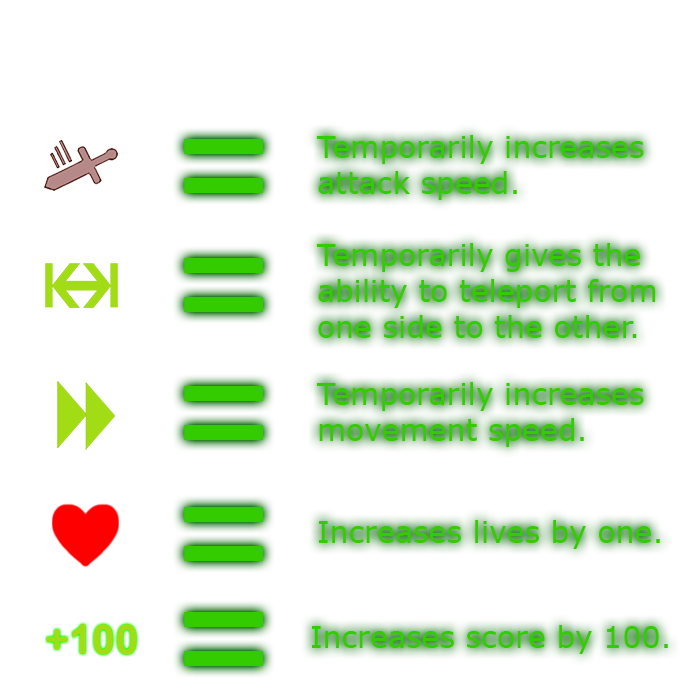 Temporarily increases
attack speed.
Temporarily gives the
ability to teleport from
one side to the other.
Temporarily increases
movement speed.
Increases lives by one.
+100
Increases score by 100.